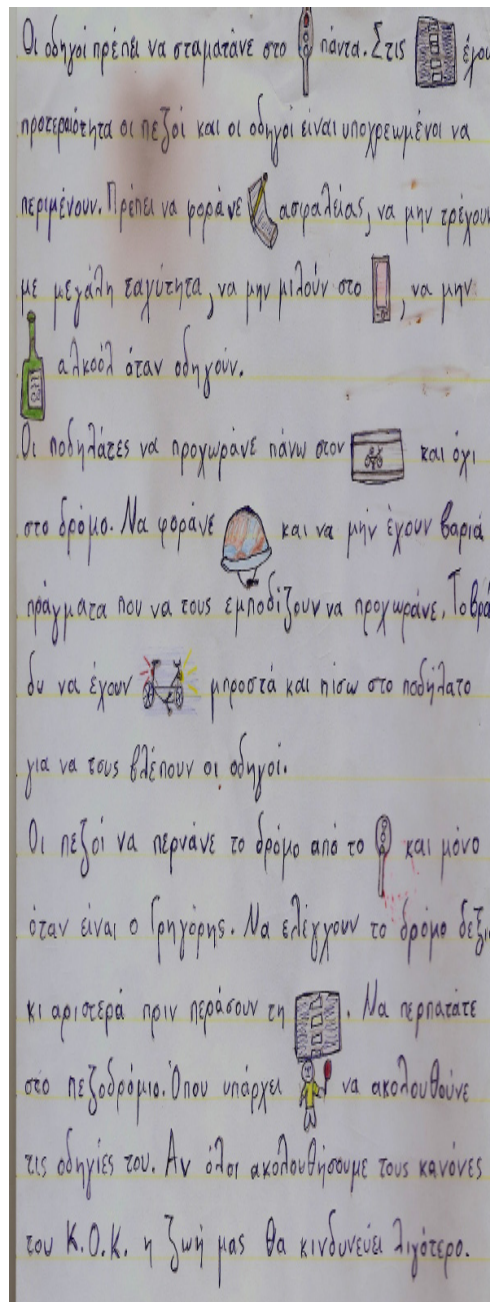 Οι οδηγοί πρέπει να σταματάνε στο πάντα. Στις έχου
προτεραιότητα οι πεζοί και οι οδηγοί είναι υποχρεωμένοι να
περιμένουν. Πρέπει να φοράνε ασφαλείας, να μην τρέχουν
με μεγάλη ταχύτητα, να μην μιλούν στο , να μην
αλκοόλ όταν οδηγούν.
Οι ποδηλάτες να προχωράνε πάνω στον και όχι
στο δρόμο. Να φοράνε και να μήν έχουν βαριά
πράγματα που να τους εμποδίζουν να προχωράνε. Το βρά
δυ να έχουν μπροστά και πίσω στο ποδήλατο
για να τους βλέπουν οι οδηγοί.
Οι πεζοί να περνάνε το δρόμο από το και μόνο
όταν είναι ο Γρηγόρης. Να ελέγχουν το δρόμο δεξι
κι αριστερά πριν περάσουν τη . Να περπατάτε
στο πεζοδρόμιο. Όπου υπάρχει να ακολουθούνε
τις οδηγίες του. Αν όλοι ακολουθήσουμε τους κανόνες
του Κ.Ο.Κ. η ζωή μας θα κινδυνεύει λιγότερο.